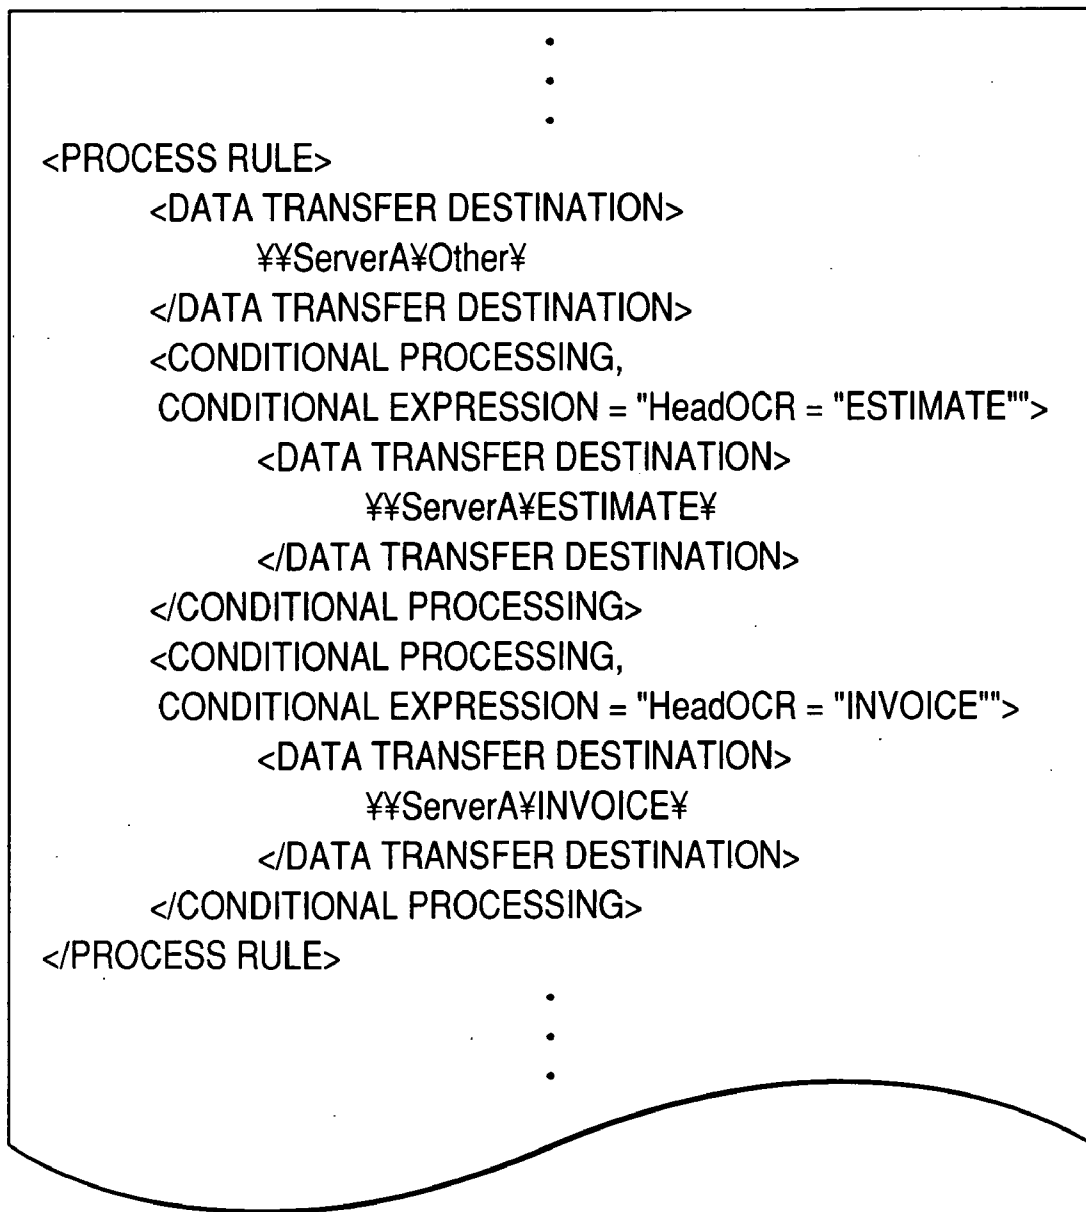 <PROCESS RULE>
<DATA TRANSFER DESTINATION>
¥¥ServerA¥Other¥
</DATA TRANSFER DESTINATION>
<CONDITIONAL PROCESSING,
CONDITIONAL EXPRESSION = "HeadOCR = "ESTIMATE"">
<DATA TRANSFER DESTINATION>
¥¥ServerA¥ESTIMATE¥
</DATA TRANSFER DESTINATION>
</CONDITIONAL PROCESSING>
<CONDITIONAL PROCESSING,
CONDITIONAL EXPRESSION = "HeadOCR = "INVOICE"">
<DATA TRANSFER DESTINATION>
¥¥ServerA¥INVOICE¥
</DATA TRANSFER DESTINATION>
</CONDITIONAL PROCESSING>
</PROCESS RULE>